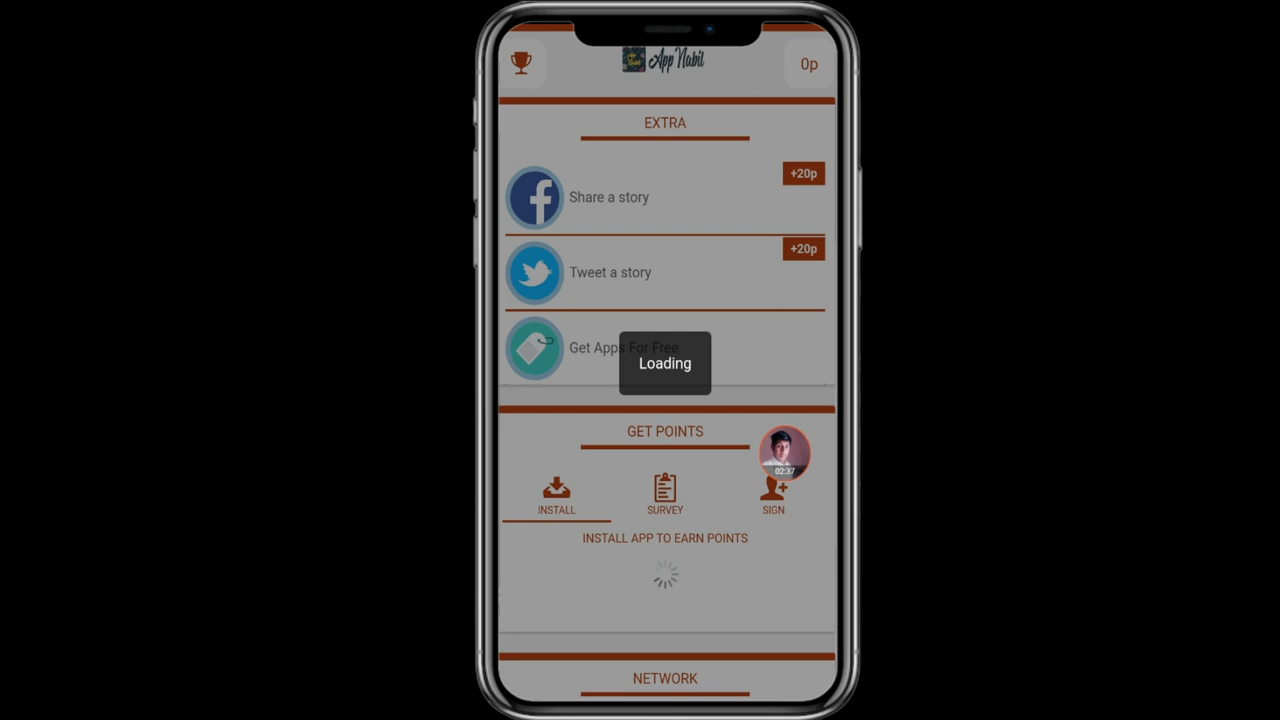 App Nabil
0p
EXTRA
+20p
Share a story
+20p
Tweet a story
Get Apps For Free
Loading
GET POINTS
02:37
INSTALL
SURVEY
SIGN
INSTALL APP TO EARN POINTS
NETWORK